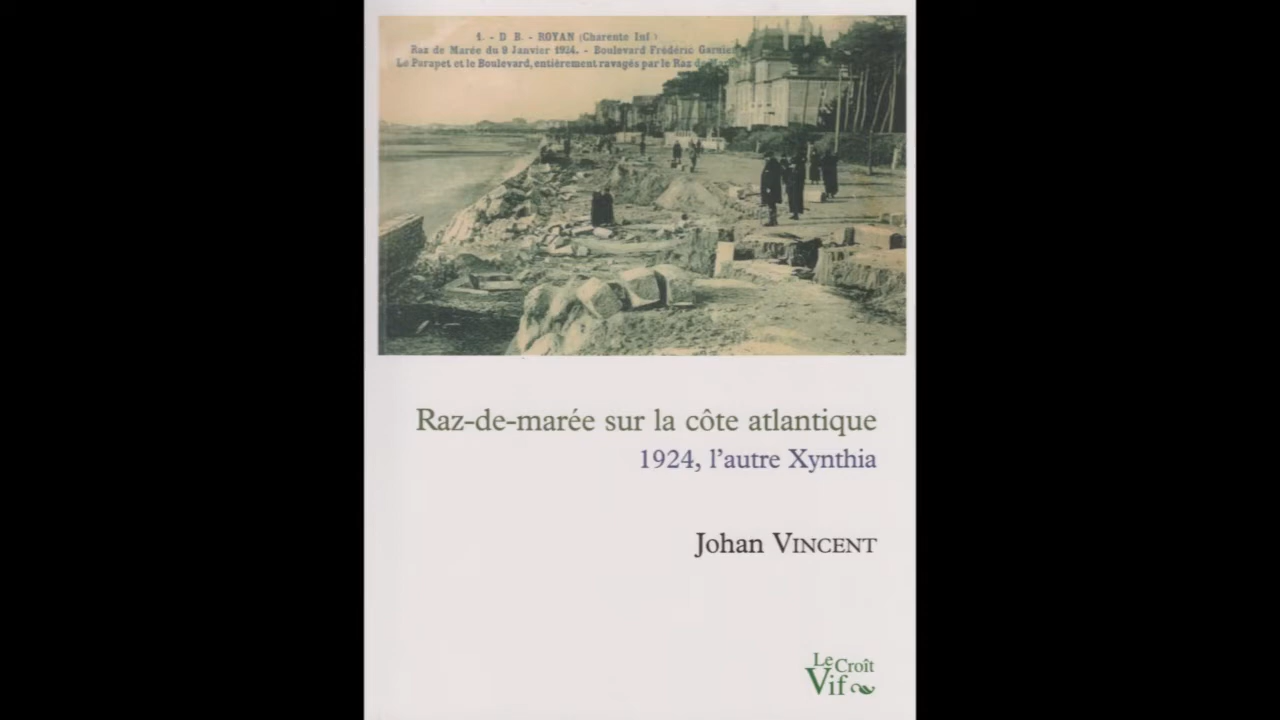 1. - D B. - ROYAN (Charente Inf.)
Raz de Marée du 9 Janvier 1924. - Boulevard Frédéric Garnier
Le Parapet et le Boulevard, entièrement ravagés par le Raz de Marée
Raz-de-marée sur la côte atlantique
1924, l'autre Xynthia
Johan VINCENT
Le Croît
Vif